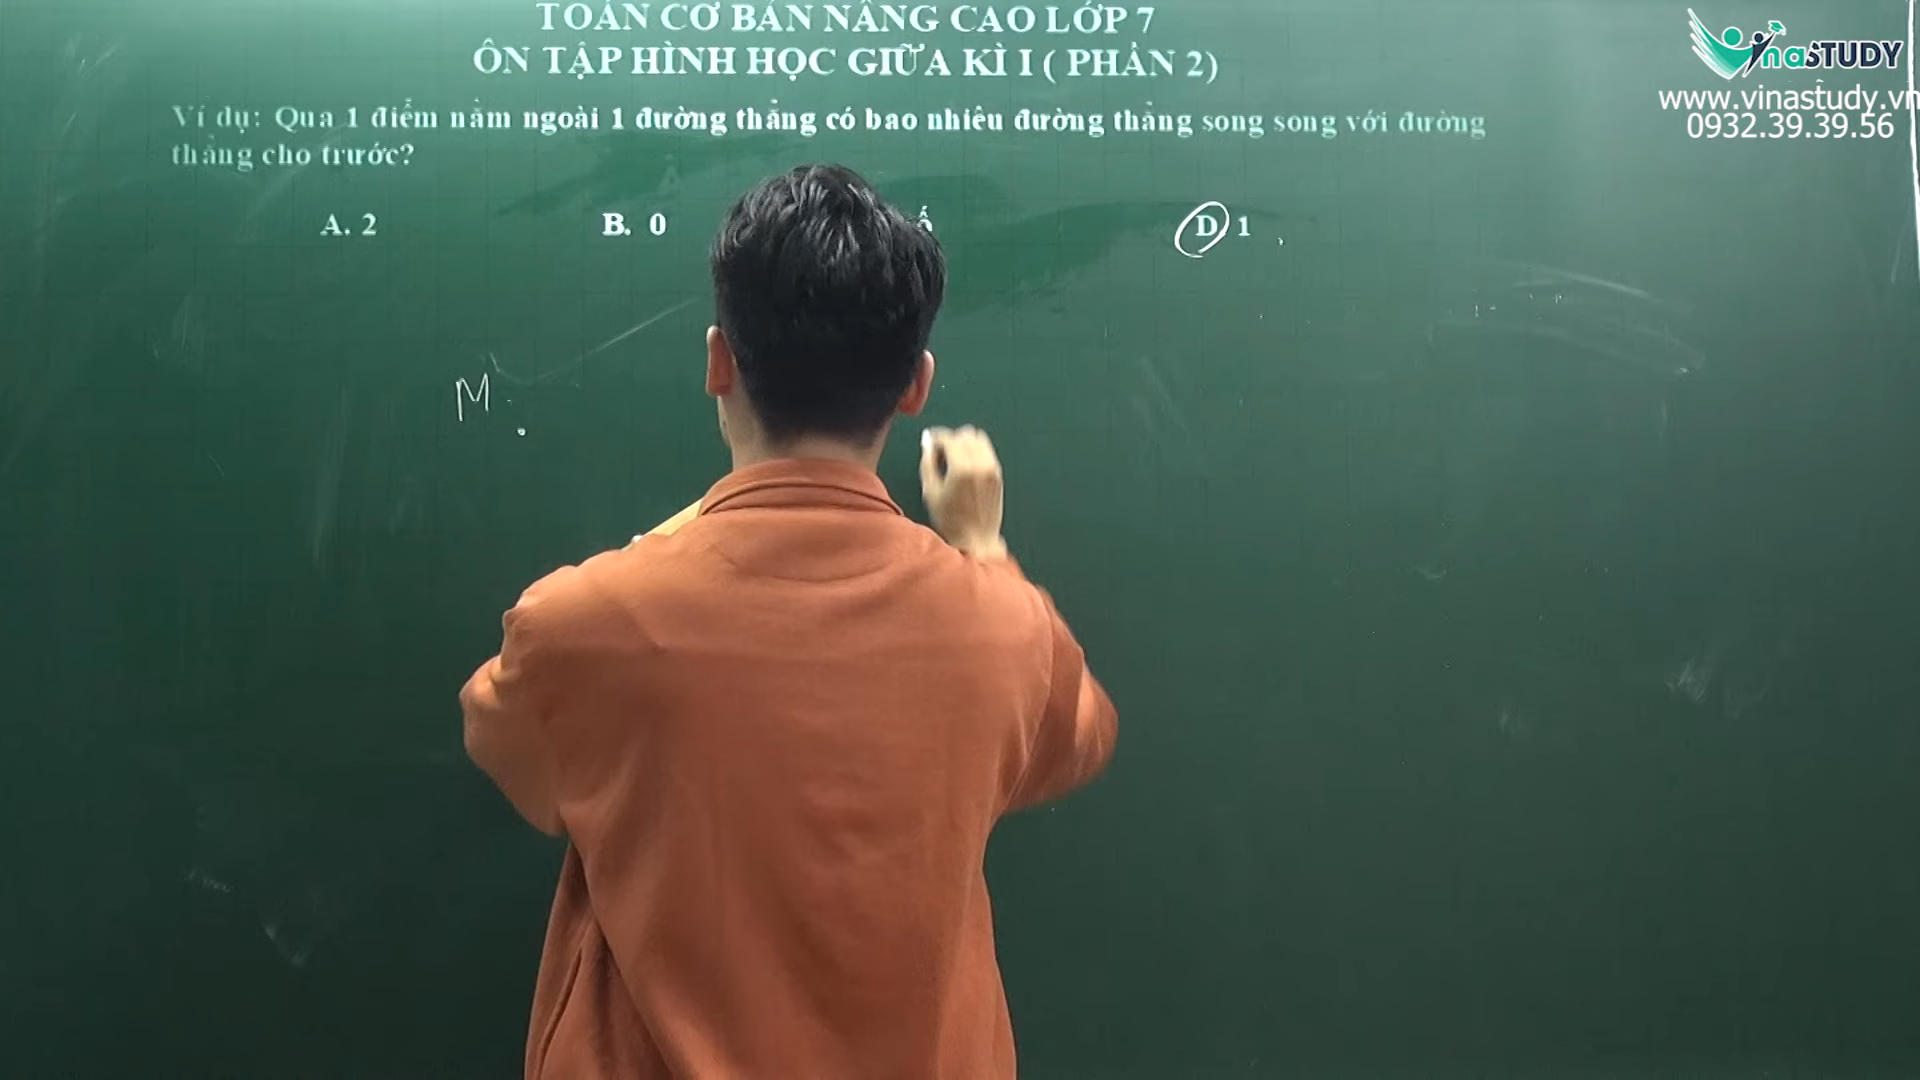 TOÁN CƠ BẢN NÂNG CAO LỚP 7
ÔN TẬP HÌNH HỌC GIỮA KÌ I ( PHẦN 2)
Ví dụ: Qua 1 điểm nằm ngoài 1 đường thẳng có bao nhiêu đường thẳng song song với đường
thẳng cho trước?
A. 2 B. 0 D. 1
M
VinaSTUDY
www.vinastudy.vn
0932.39.39.56